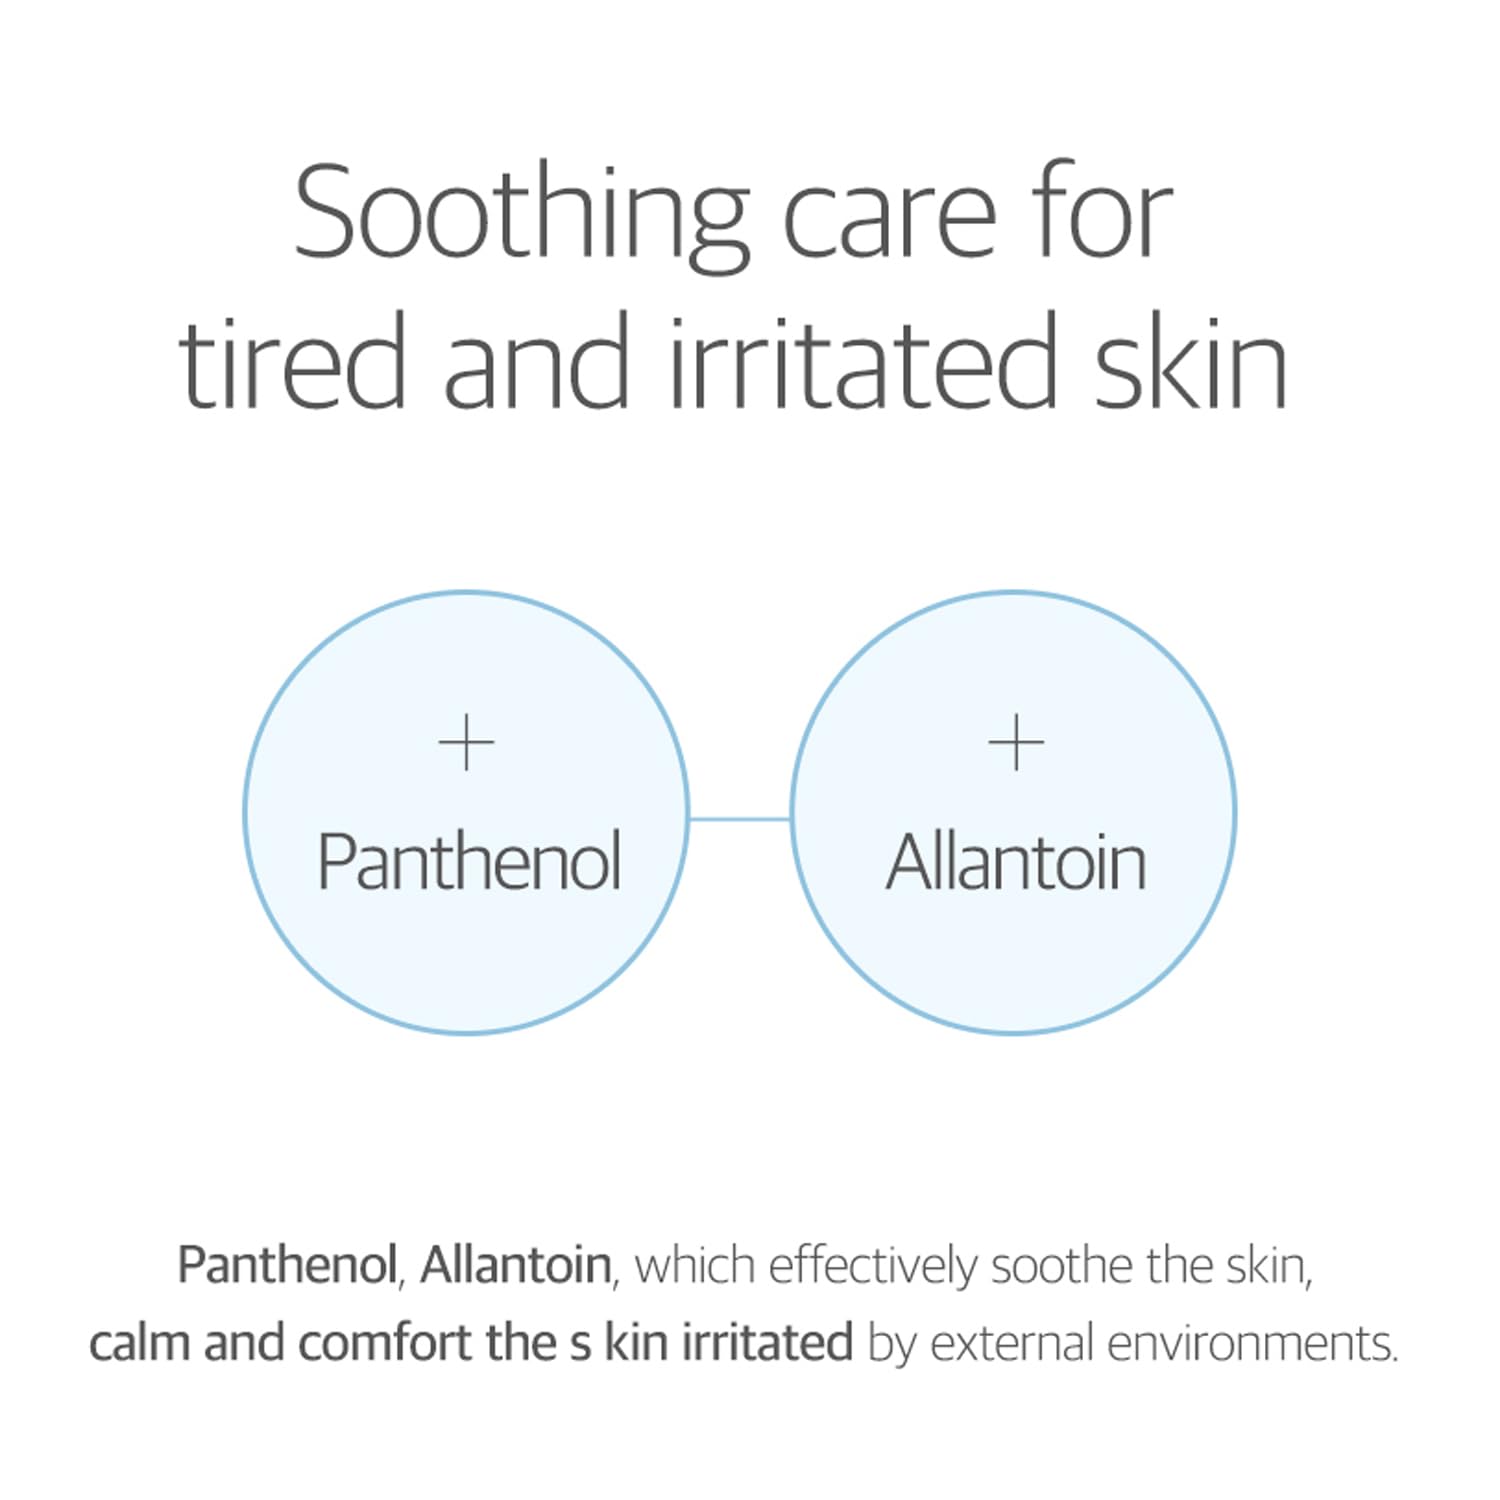 Soothing care for
tired and irritated skin
+ +
Panthenol Allantoin
Panthenol, Allantoin, which effectively soothe the skin,
calm and comfort the s kin irritated by external environments.